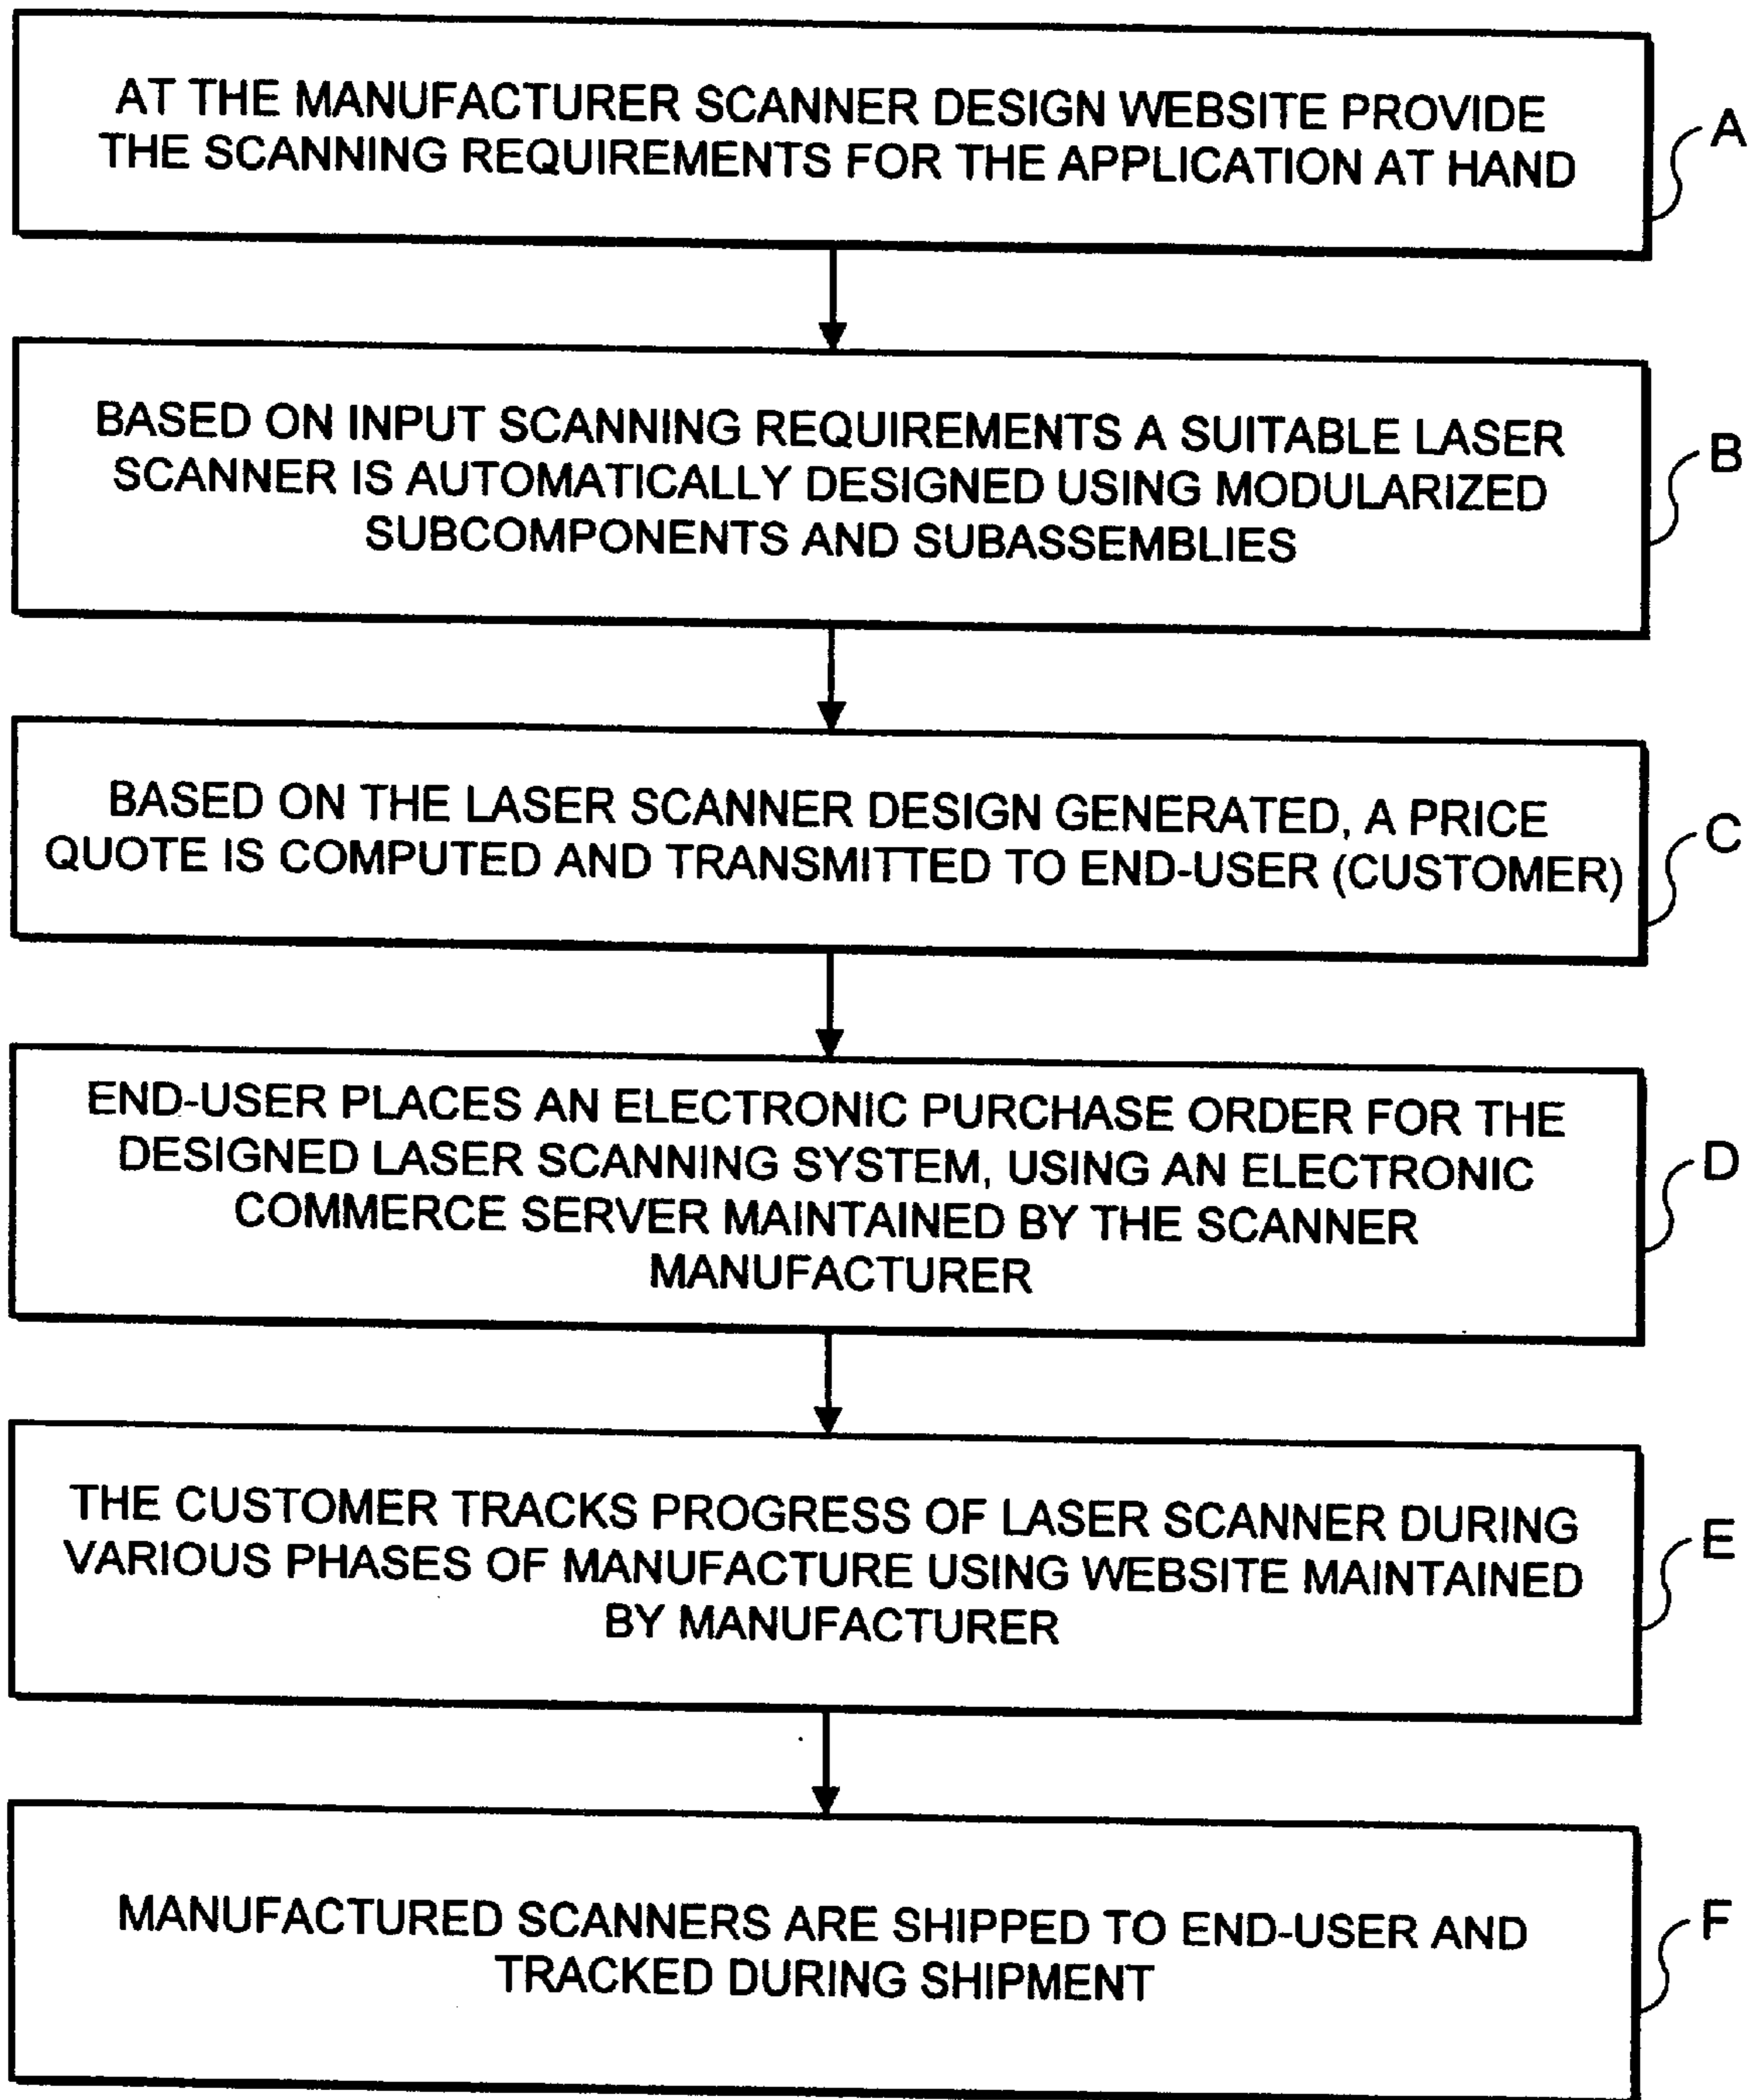 AT THE MANUFACTURER SCANNER DESIGN WEBSITE PROVIDE
THE SCANNING REQUIREMENTS FOR THE APPLICATION AT HAND
A
BASED ON INPUT SCANNING REQUIREMENTS A SUITABLE LASER
SCANNER IS AUTOMATICALLY DESIGNED USING MODULARIZED
SUBCOMPONENTS AND SUBASSEMBLIES
B
BASED ON THE LASER SCANNER DESIGN GENERATED, A PRICE
QUOTE IS COMPUTED AND TRANSMITTED TO END-USER (CUSTOMER)
C
END-USER PLACES AN ELECTRONIC PURCHASE ORDER FOR THE
DESIGNED LASER SCANNING SYSTEM, USING AN ELECTRONIC
COMMERCE SERVER MAINTAINED BY THE SCANNER
MANUFACTURER
D
THE CUSTOMER TRACKS PROGRESS OF LASER SCANNER DURING
VARIOUS PHASES OF MANUFACTURE USING WEBSITE MAINTAINED
BY MANUFACTURER
E
MANUFACTURED SCANNERS ARE SHIPPED TO END-USER AND
TRACKED DURING SHIPMENT
F